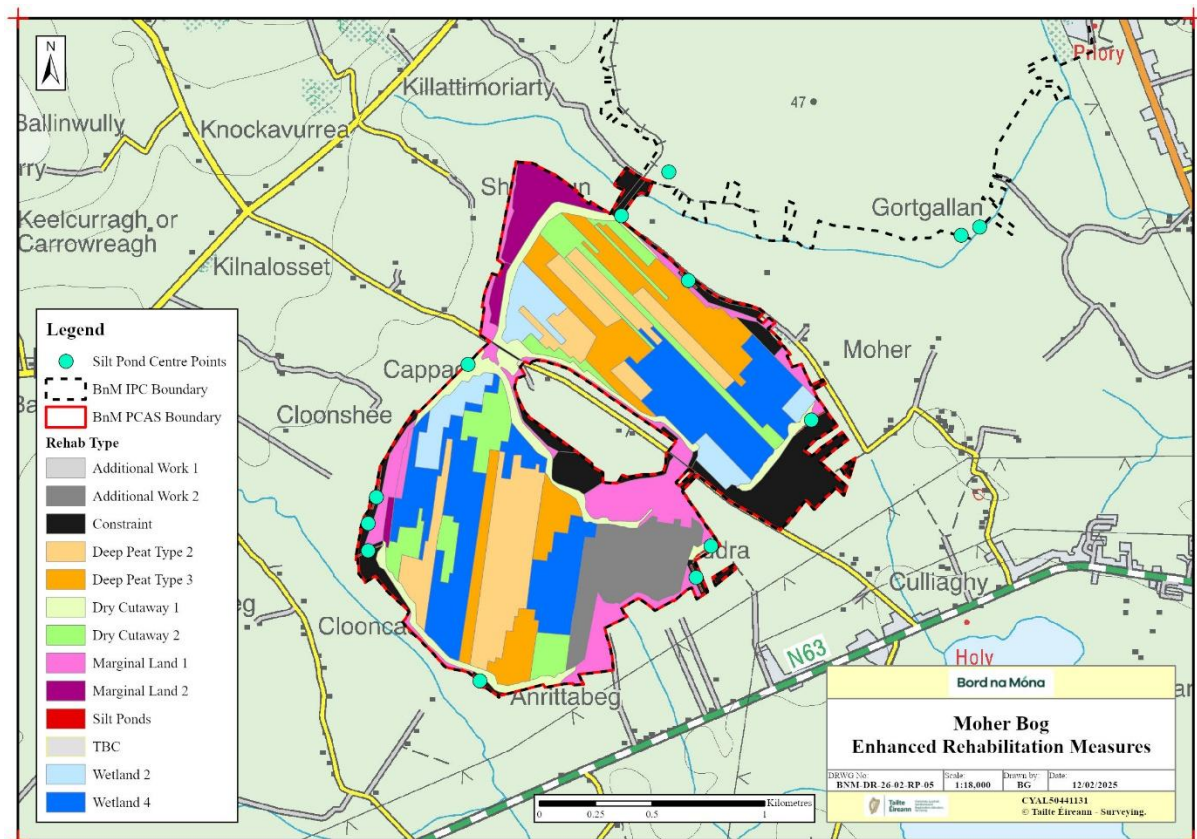 N
Killattimoriarty
Priory
47
Ballinwully
Knockavurrea
Keelcurragh or
Carrowreagh
Gortgallan
Kilnalosset
Moher
Cloonshee
Culliaghy
N63
Holy
Anrittabeg
Legend
Silt Pond Centre Points
BnM IPC Boundary
BnM PCAS Boundary
Rehab Type
Additional Work 1
Additional Work 2
Constraint
Deep Peat Type 2
Deep Peat Type 3
Dry Cutaway 1
Dry Cutaway 2
Marginal Land 1
Marginal Land 2
Silt Ponds
TBC
Wetland 2
Wetland 4
Kilometres
0 0.25 0.5 1
Bord na Móna
Moher Bog
Enhanced Rehabilitation Measures
DRWG No: Scale: Drawn by: Date:
BNM-DR-26-02-RP-05 1:18,000 BG 12/02/2025
Tailte
Éireann
CYAL50441131
© Tailte Éireann - Surveying.